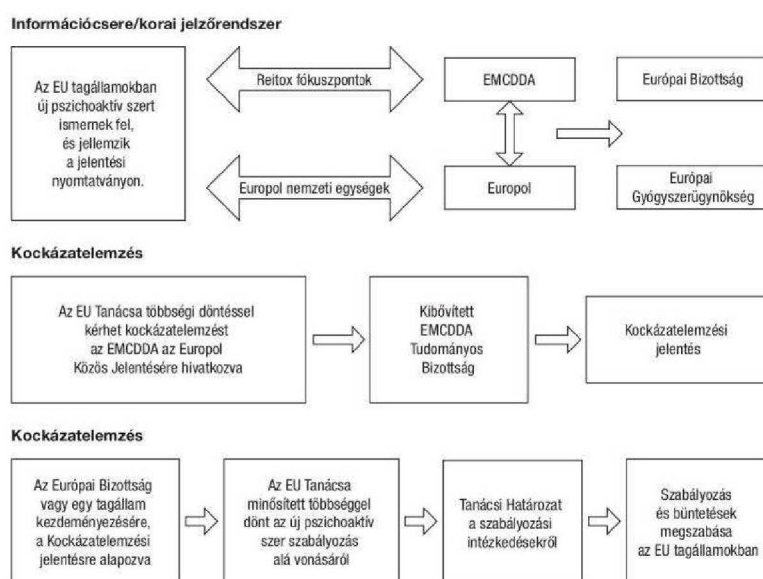 Információcsere/korai jelzőrendszer
Az EU tagállamokban
új pszichoaktív szert
ismernek fel,
és jellemzik
a jelentési
nyomtatványon.
Reitox fókuszpontok
EMCDDA
Európai Bizottság
Europol nemzeti egységek
Europol
Európai
Gyógyszerügynökség
Kockázatelemzés
Az EU Tanácsa többségi döntéssel
kérhet kockázatelemzést
az EMCDDA az Europol
Közös Jelentésére hivatkozva
Kibővített
EMCDDA
Tudományos
Bizottság
Kockázatelemzési
jelentés
Kockázatelemzés
Az Európai Bizottság
vagy egy tagállam
kezdeményezésére,
a Kockázatelemzési
jelentésre alapozva
Az EU Tanácsa
minősített többséggel
dönt az új pszichoaktív
szer szabályozás
alá vonásáról
Tanácsi Határozat
a szabályozási
intézkedésekről
Szabályozás
és büntetések
megszabása
az EU tagállamokban